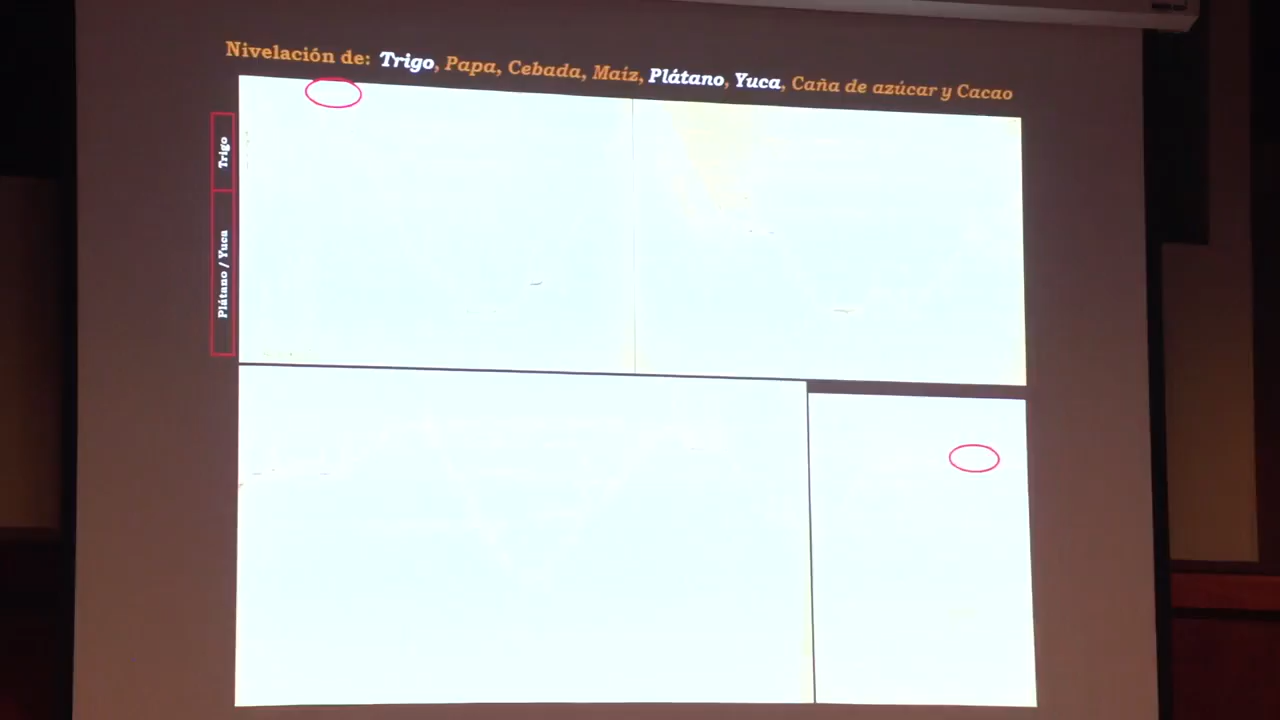 Nivelación de: Trigo, Papa, Cebada, Maíz, Plátano, Yuca, Caña de azúcar y Cacao
Trigo
Plátano / Yuca